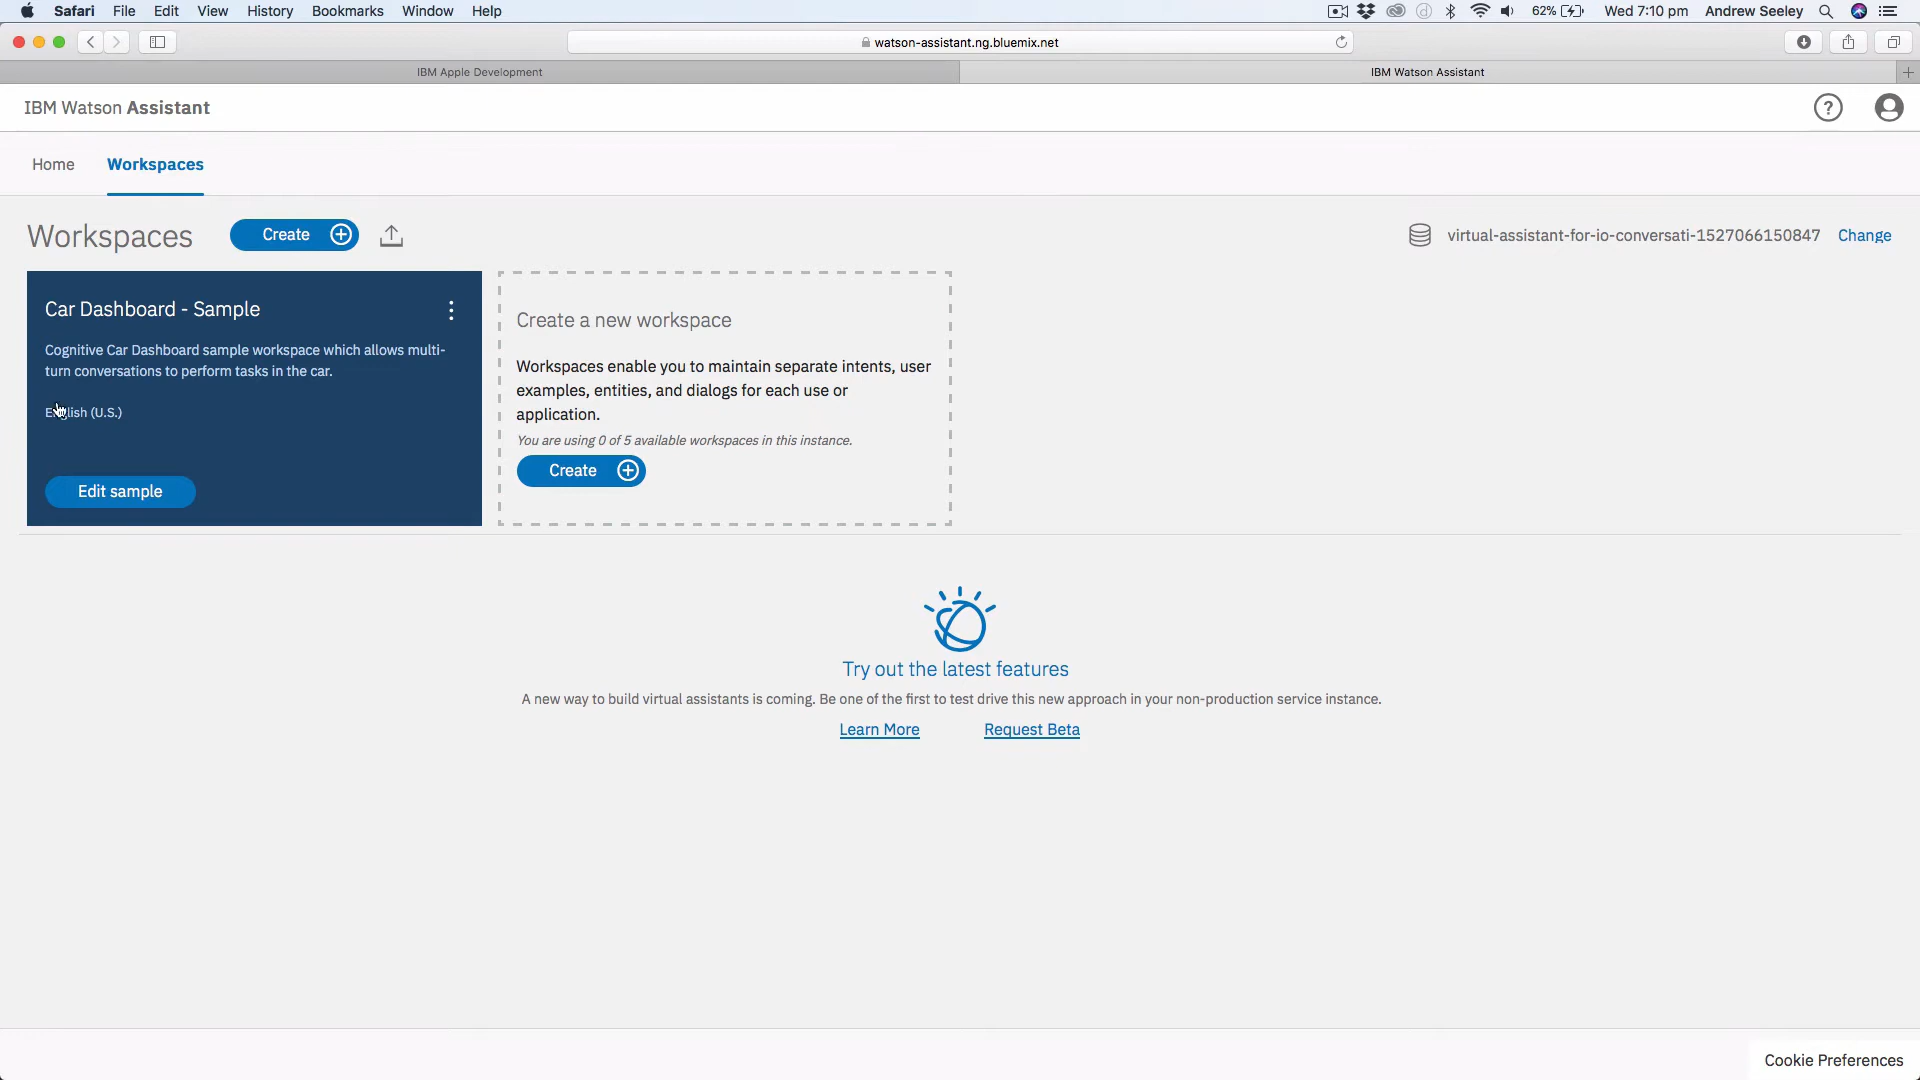 Safari File Edit View History Bookmarks Window Help 62% Wed 7:10 pm Andrew Seeley
watson-assistant.ng.bluemix.net
IBM Apple Development IBM Watson Assistant
IBM Watson Assistant ?
Home Workspaces
Workspaces Create virtual-assistant-for-io-conversati-1527066150847 Change
Car Dashboard - Sample
Cognitive Car Dashboard sample workspace which allows multi-
turn conversations to perform tasks in the car.
English (U.S.)
Edit sample
Create a new workspace
Workspaces enable you to maintain separate intents, user
examples, entities, and dialogs for each use or
application.
You are using 0 of 5 available workspaces in this instance.
Create
Try out the latest features
A new way to build virtual assistants is coming. Be one of the first to test drive this new approach in your non-production service instance.
Learn More Request Beta
Cookie Preferences